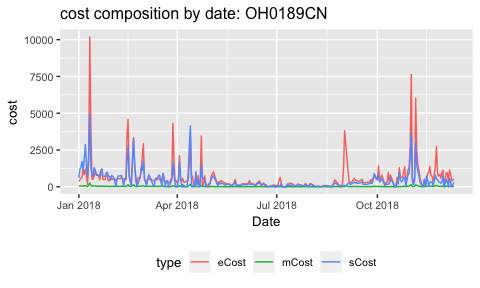 cost composition by date: OH0189CN
10000
7500
5000
2500
0
cost
Jan 2018 Apr 2018 Jul 2018 Oct 2018
Date
type eCost mCost sCost